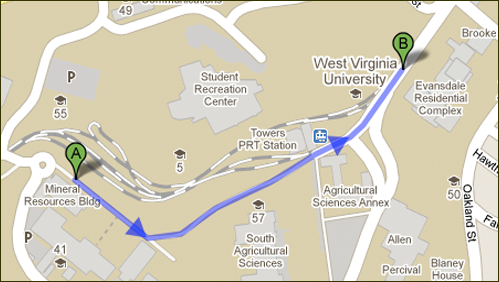 Communications
49
P
55
Student
Recreation
Center
West Virginia
University
B
Brooke
Evansdale
Residential
Complex
Towers
PRT Station
A
5
Mineral
Resources Bldg
Agricultural
Sciences Annex
50
Oakland St
57
P
41
South
Agricultural
Sciences
Allen
Percival
Blaney
House